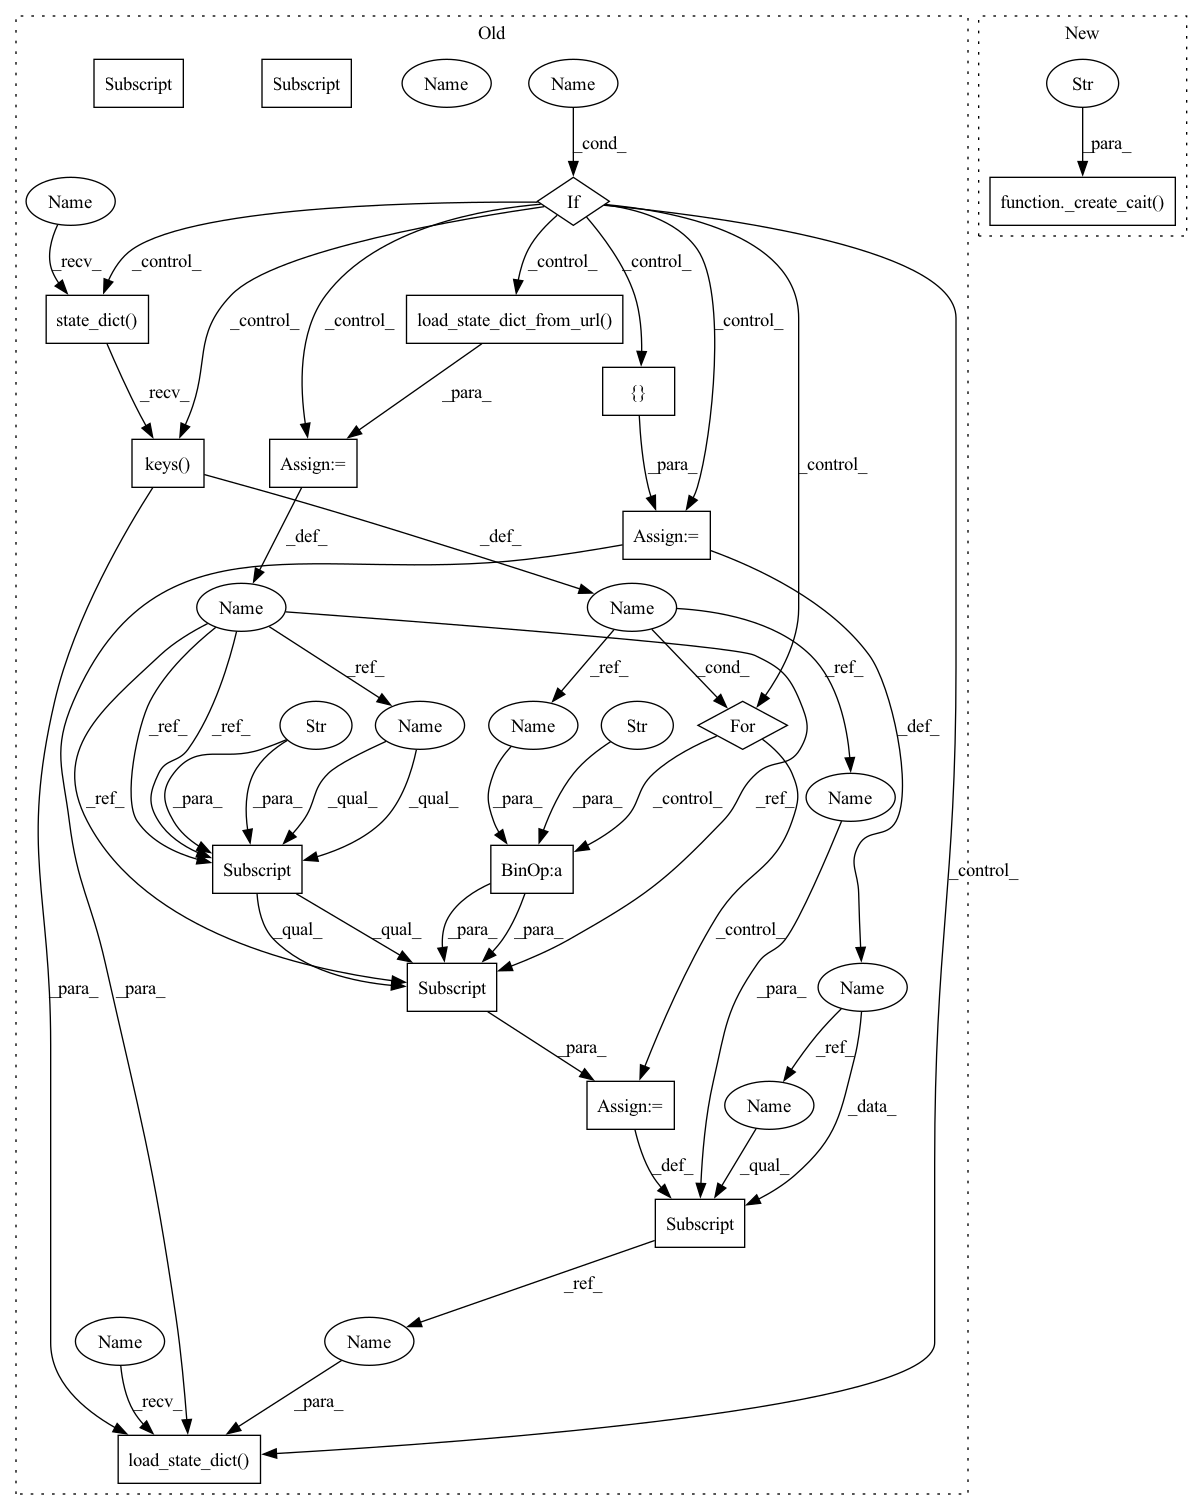 Old
New
Subscript
Subscript
Name
Name
Str
_cond_
_para_
Name
If
function._create_cait()
_recv_
_control_
_control_
_control_
_control_
_control_
_control_
state_dict()
load_state_dict_from_url()
{}
_recv_
_para_
keys()
Assign:=
_para_
_control_
_def_
_def_
Assign:=
Name
Name
_ref_
_ref_
_cond_
_ref_
_ref_
_ref_
Str
Name
Name
Str
For
_def_
_ref_
_para_
_para_
_qual_
_qual_
_para_
_para_
_control_
_ref_
Name
Subscript
BinOp:a
_control_
_qual_
_qual_
_para_
_para_
_control_
_para_
_para_
Subscript
_para_
Name
_para_
_ref_
Assign:=
Name
_data_
_def_
_qual_
Subscript
_ref_
Name
Name
_recv_
_para_
load_state_dict()